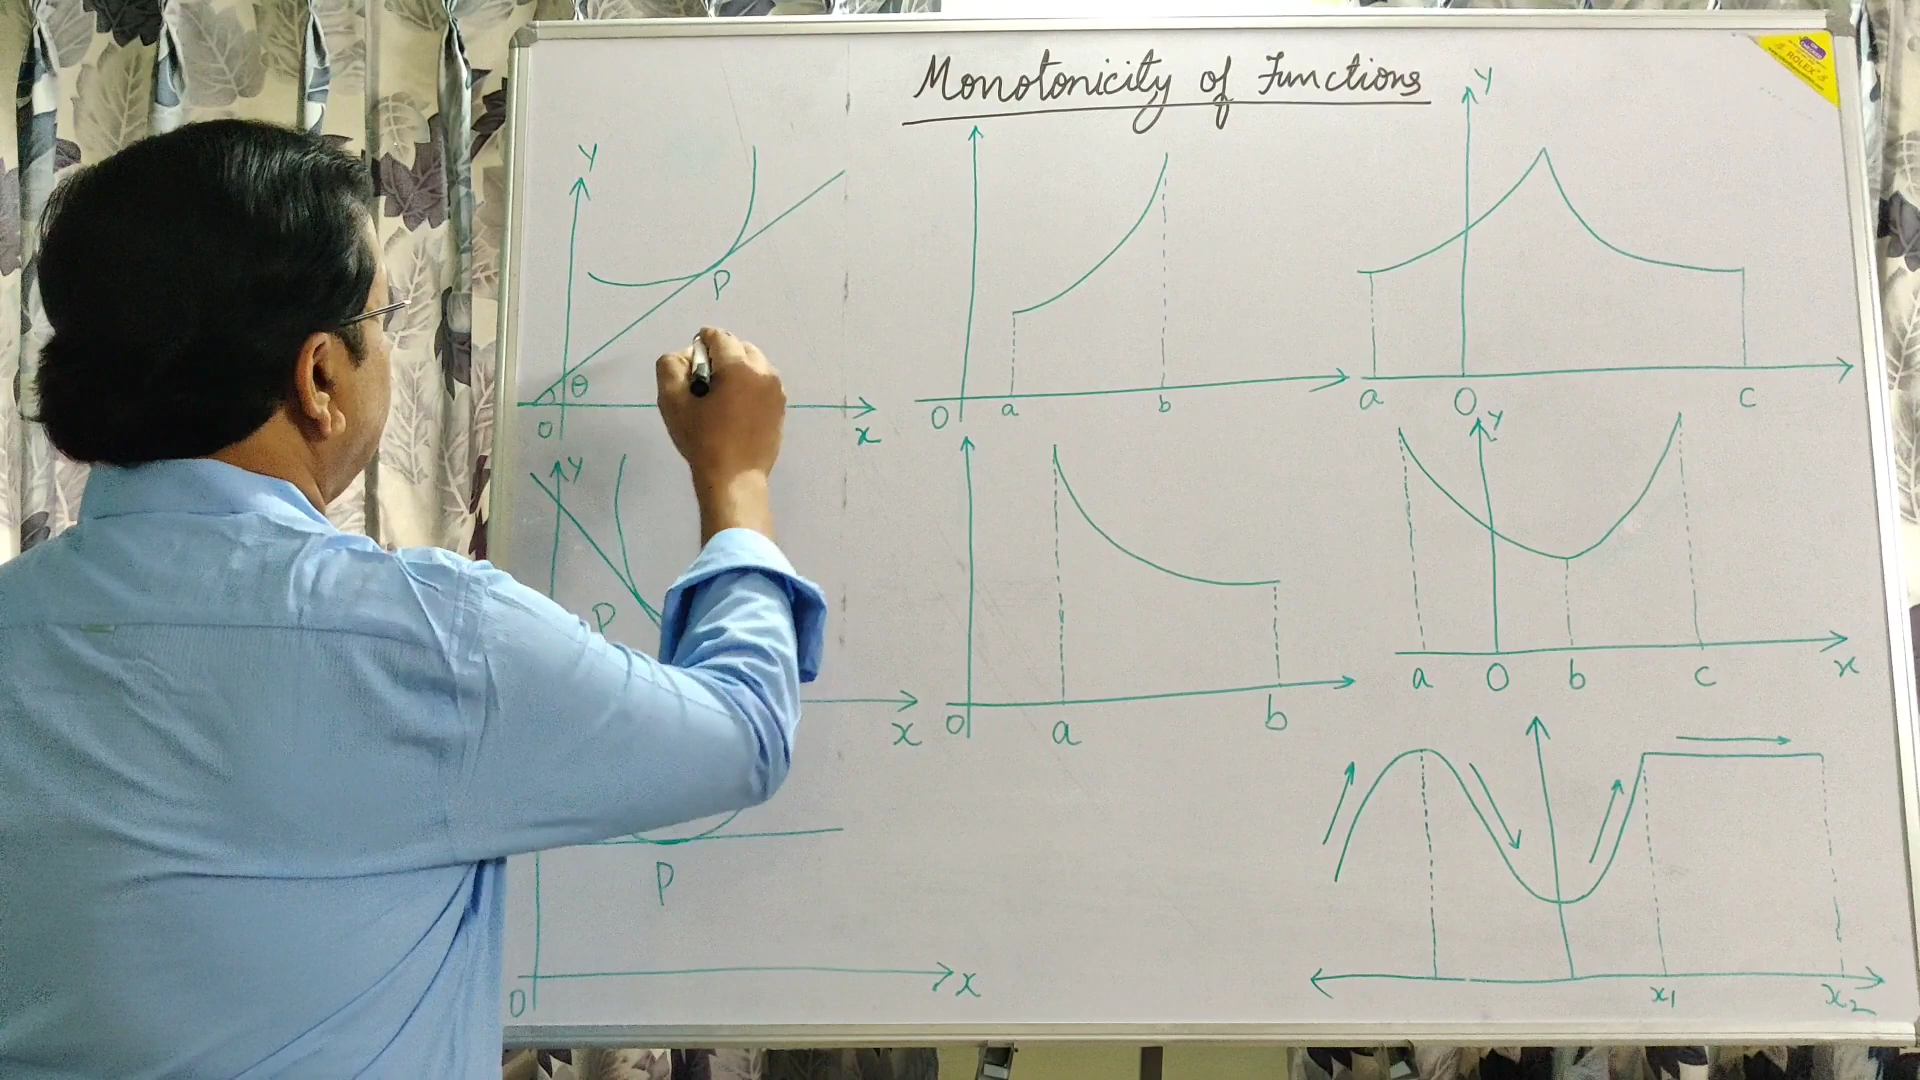 Monotonicity of Functions
Y
P
θ
O
x
O
a
b
Y
a
O
c
Y
P
x
O
a
b
Y
a
O
b
c
x
P
O
x
x1
x2
ROLEX